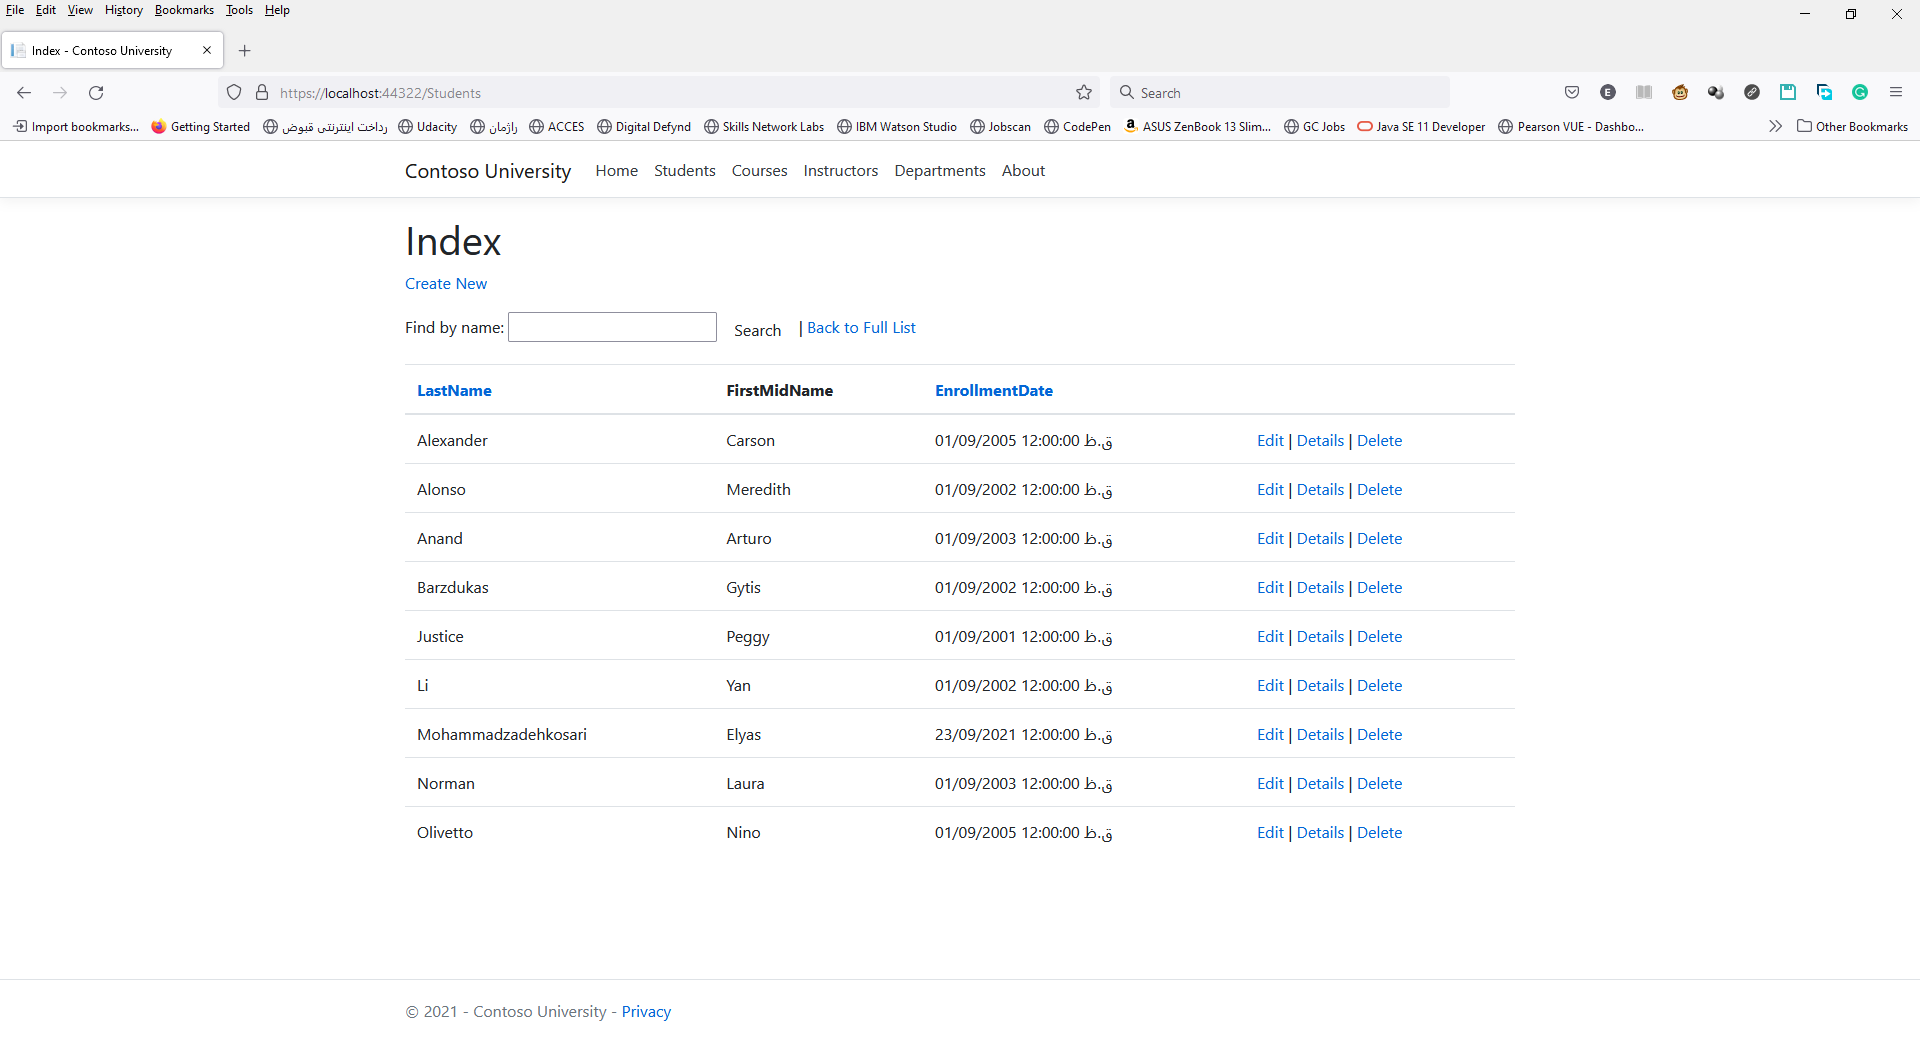 File Edit View History Bookmarks Tools Help
Index - Contoso University
https://localhost:44322/Students
Search
Import bookmarks... Getting Started رداخت اینترنتی قبوض Udacity راژمان ACCES Digital Defynd Skills Network Labs IBM Watson Studio Jobscan CodePen ASUS ZenBook 13 Slim... GC Jobs Java SE 11 Developer Pearson VUE - Dashbo... Other Bookmarks
Contoso University Home Students Courses Instructors Departments About
Index
Create New
Find by name: Search | Back to Full List
LastName FirstMidName EnrollmentDate
Alexander Carson 01/09/2005 12:00:00 ق.ظ Edit | Details | Delete
Alonso Meredith 01/09/2002 12:00:00 ق.ظ Edit | Details | Delete
Anand Arturo 01/09/2003 12:00:00 ق.ظ Edit | Details | Delete
Barzdukas Gytis 01/09/2002 12:00:00 ق.ظ Edit | Details | Delete
Justice Peggy 01/09/2001 12:00:00 ق.ظ Edit | Details | Delete
Li Yan 01/09/2002 12:00:00 ق.ظ Edit | Details | Delete
Mohammadzadehkosari Elyas 23/09/2021 12:00:00 ق.ظ Edit | Details | Delete
Norman Laura 01/09/2003 12:00:00 ق.ظ Edit | Details | Delete
Olivetto Nino 01/09/2005 12:00:00 ق.ظ Edit | Details | Delete
© 2021 - Contoso University - Privacy